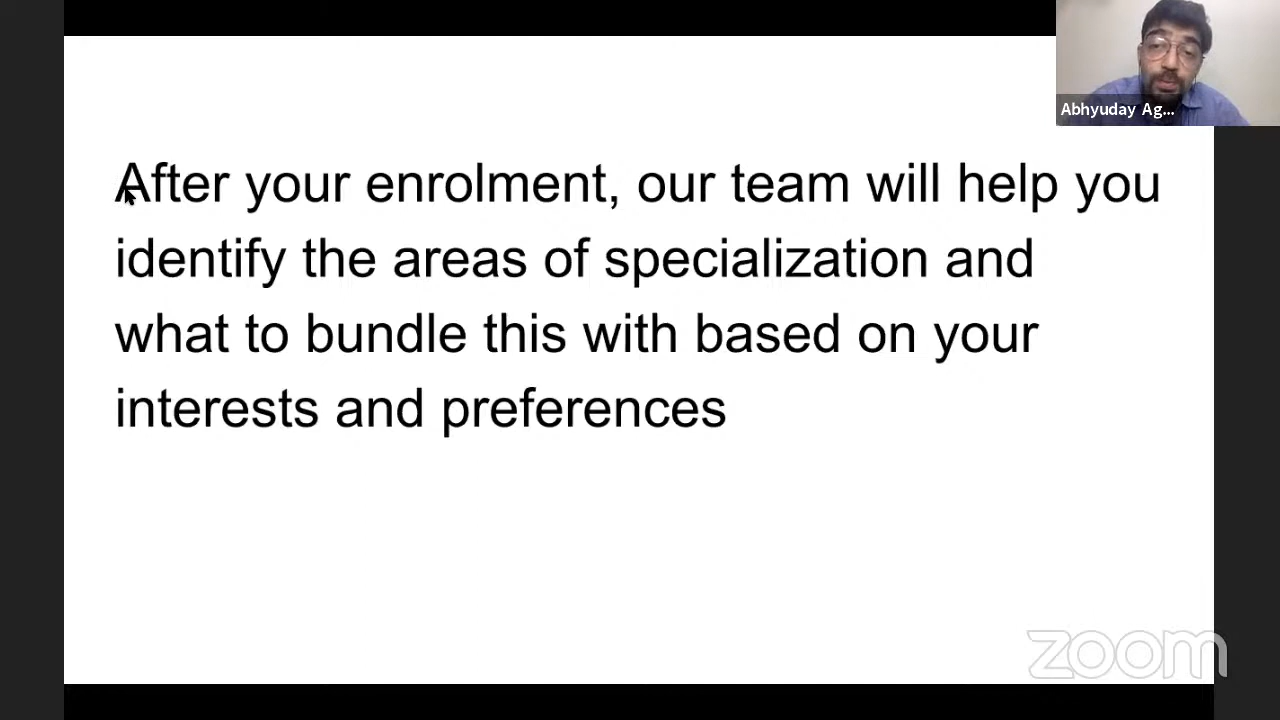 Abhyuday Ag...
After your enrolment, our team will help you
identify the areas of specialization and
what to bundle this with based on your
interests and preferences
zoom